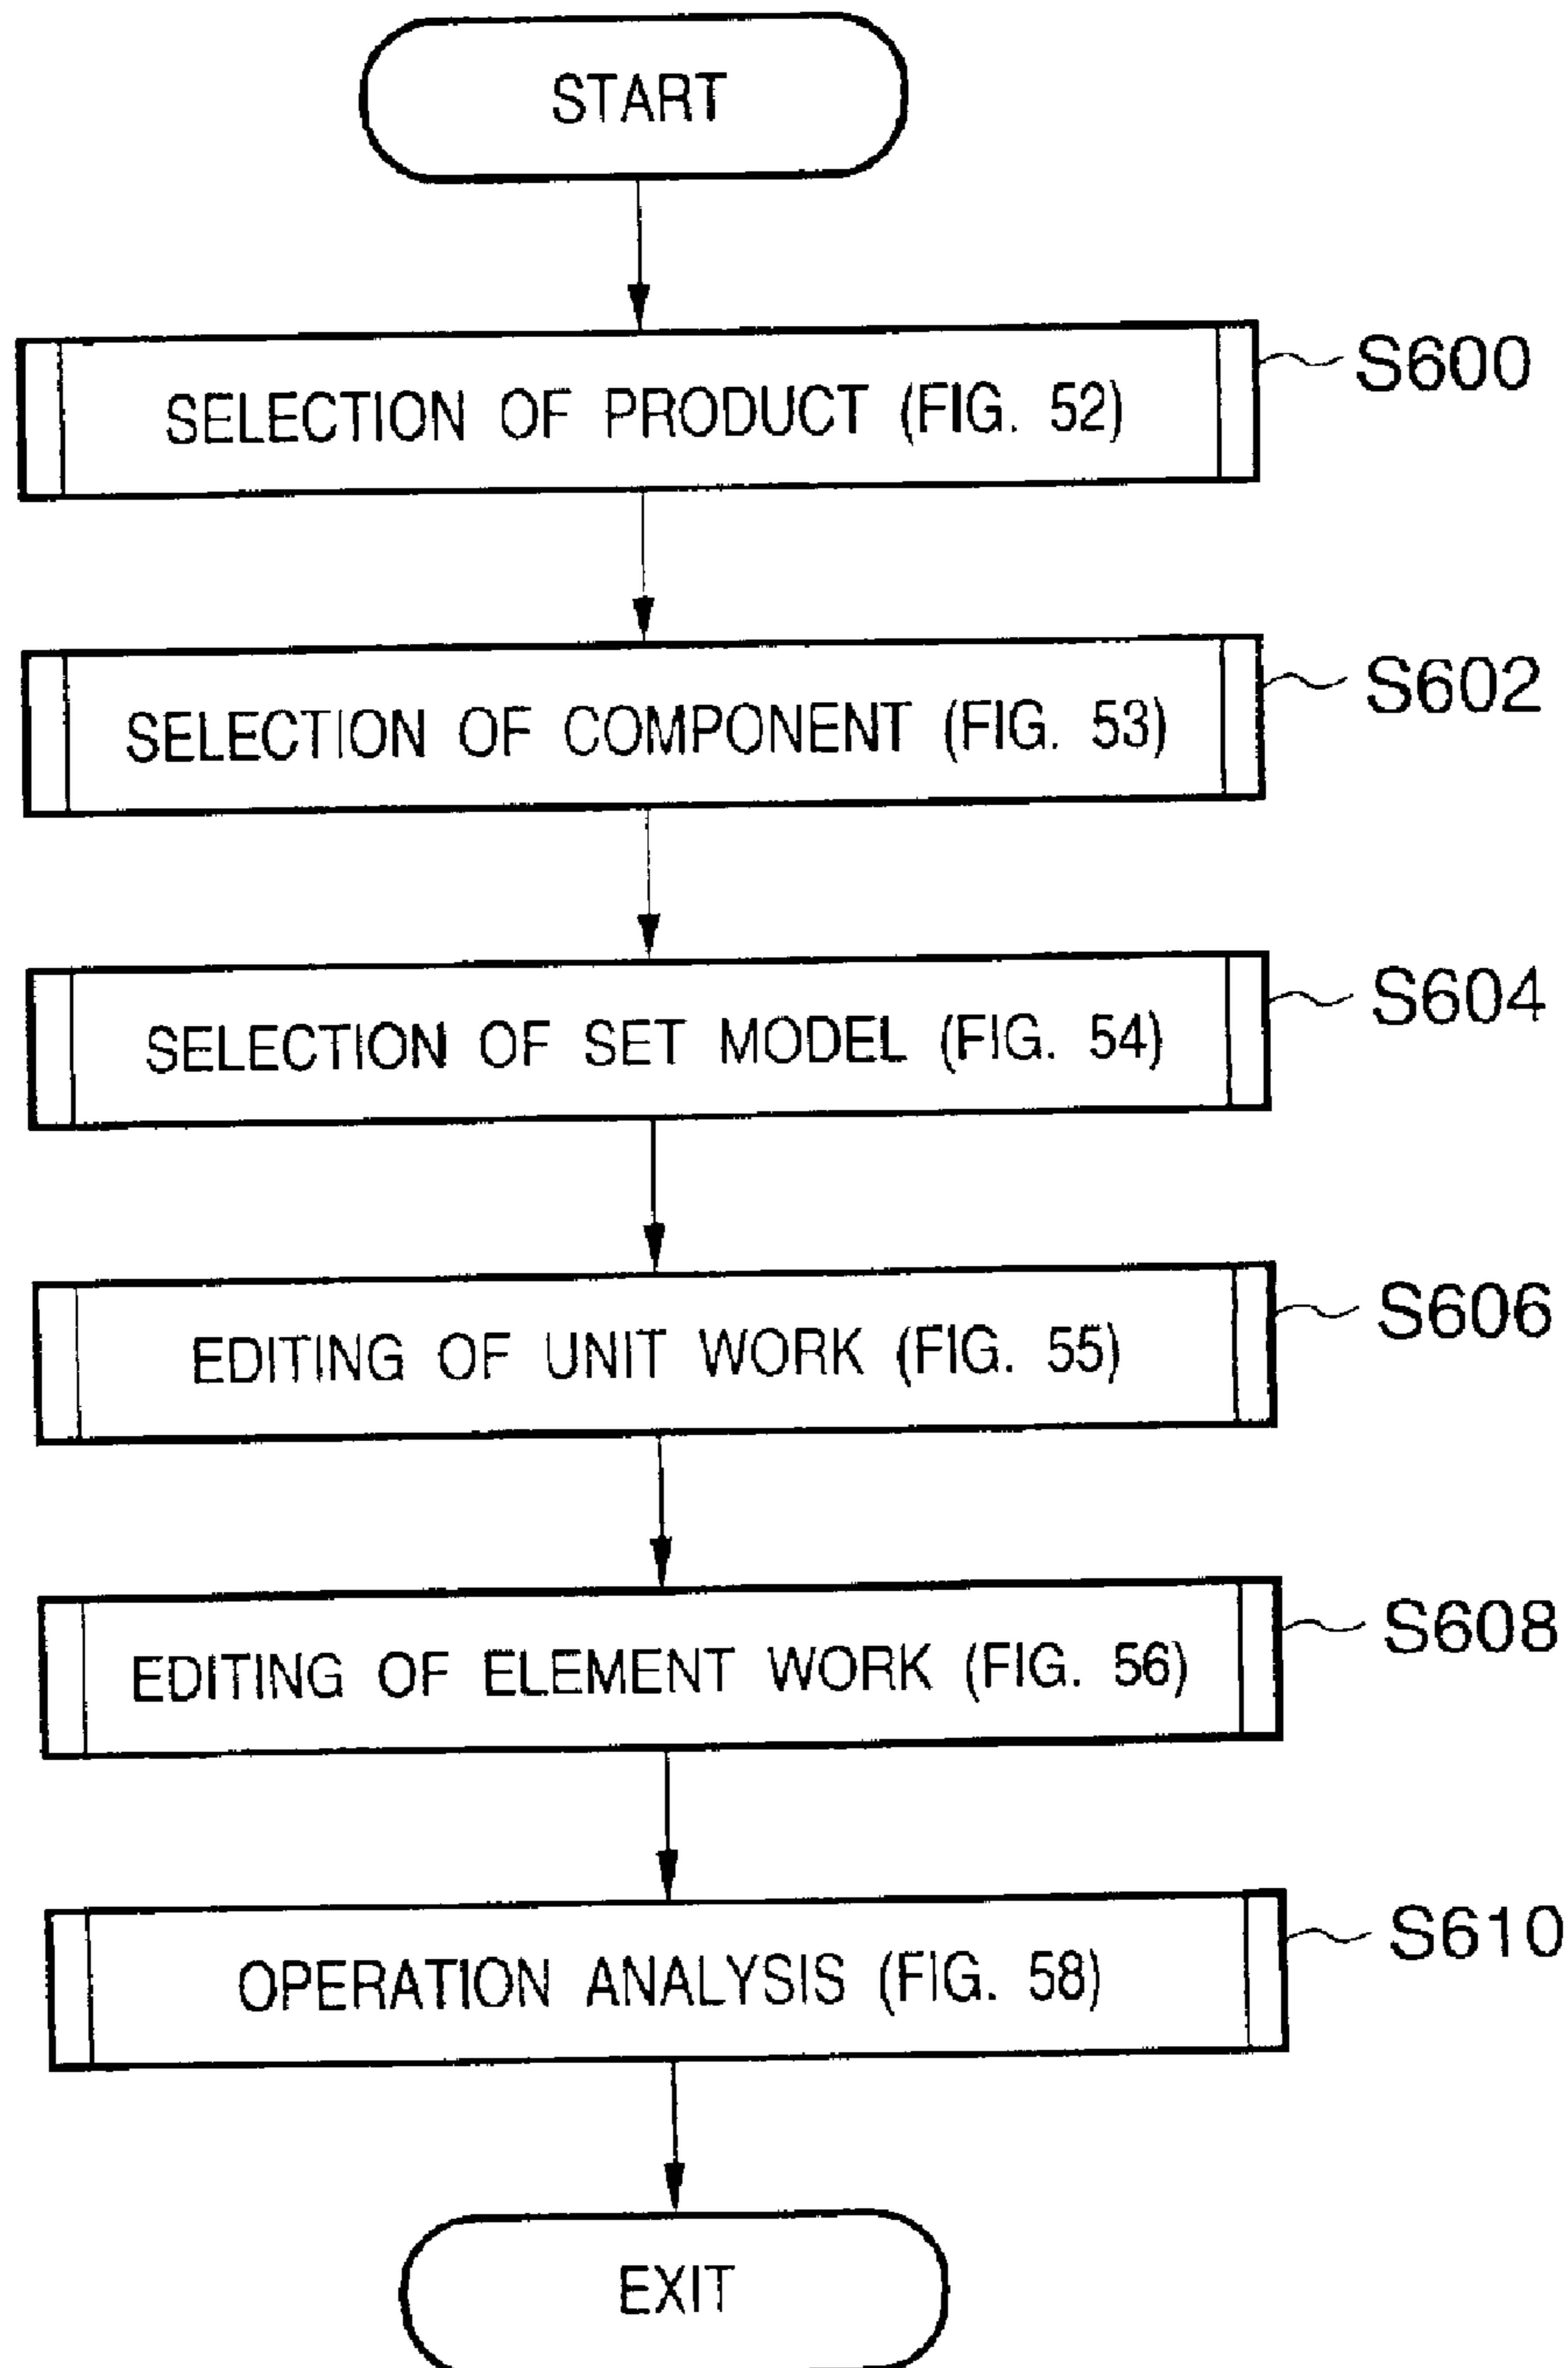 START
SELECTION OF PRODUCT (FIG. 52)
S600
SELECTION OF COMPONENT (FIG. 53)
S602
SELECTION OF SET MODEL (FIG. 54)
S604
EDITING OF UNIT WORK (FIG. 55)
S606
EDITING OF ELEMENT WORK (FIG. 56)
S608
OPERATION ANALYSIS (FIG. 58)
S610
EXIT